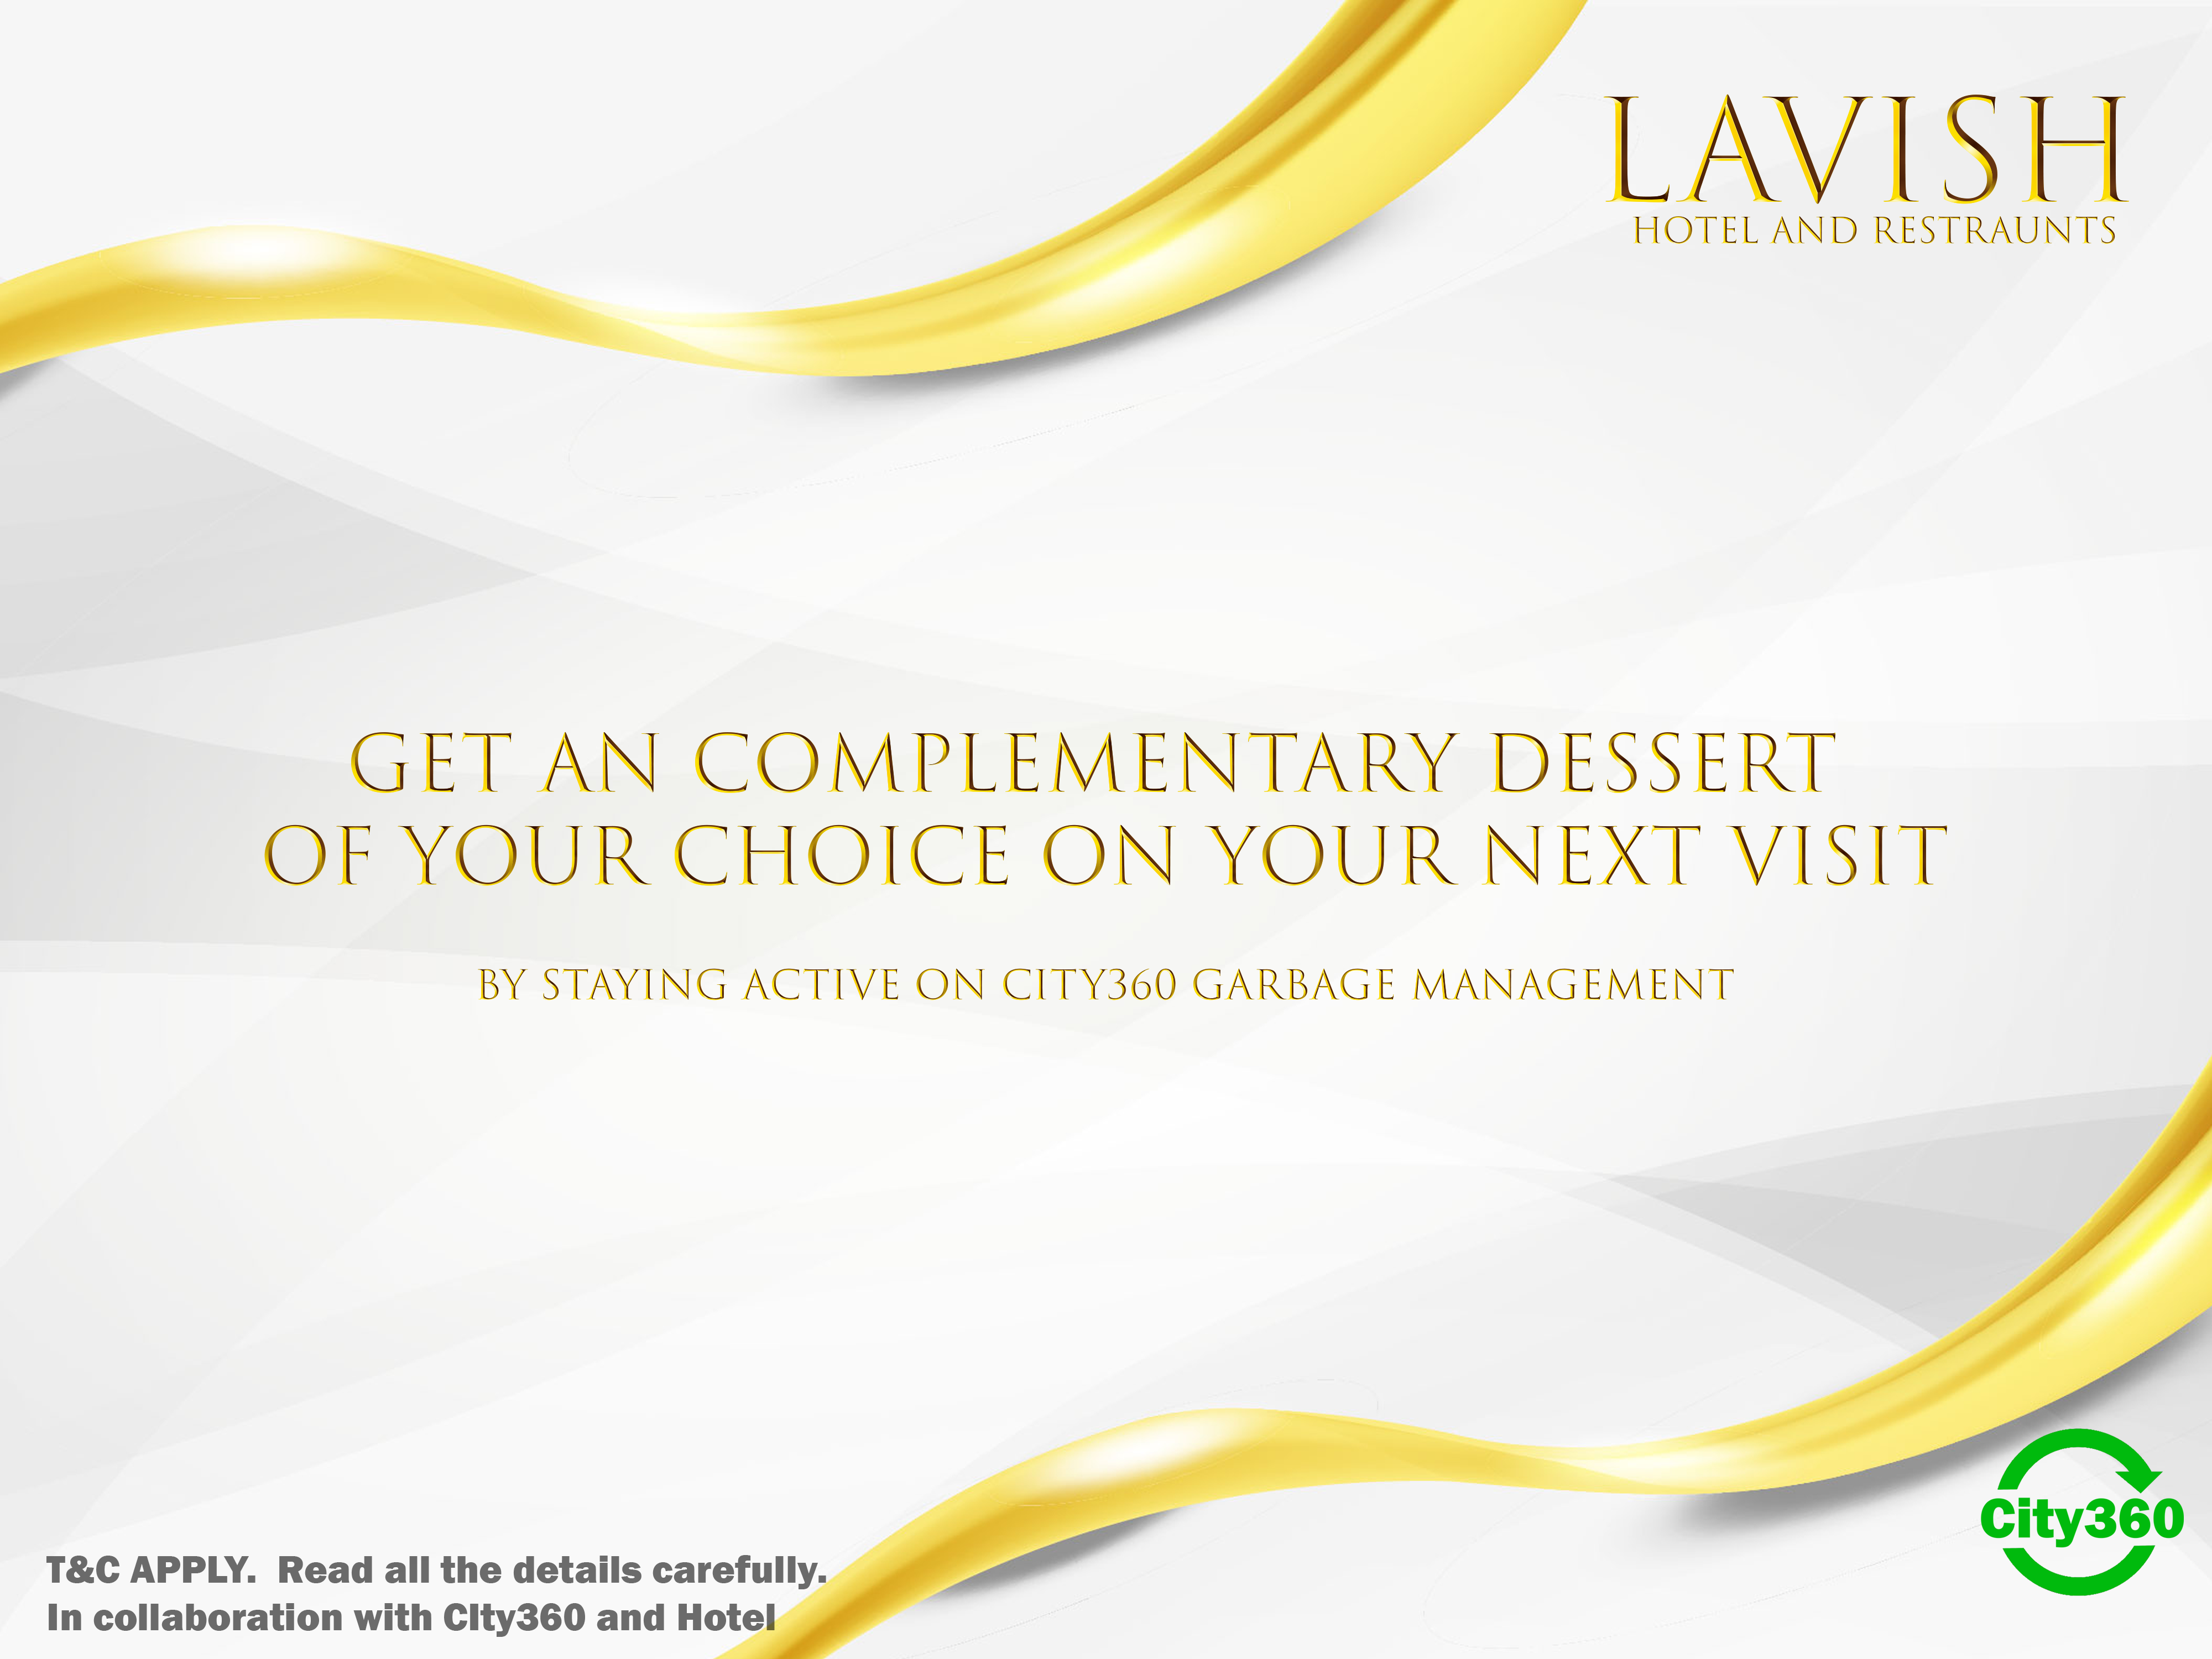 LAVISH
HOTEL AND RESTRAUNTS
GET AN COMPLEMENTARY DESSERT
OF YOUR CHOICE ON YOUR NEXT VISIT
BY STAYING ACTIVE ON CITY360 GARBAGE MANAGEMENT
City360
T&C APPLY.  Read all the details carefully.
In collaboration with CIty360 and Hotel